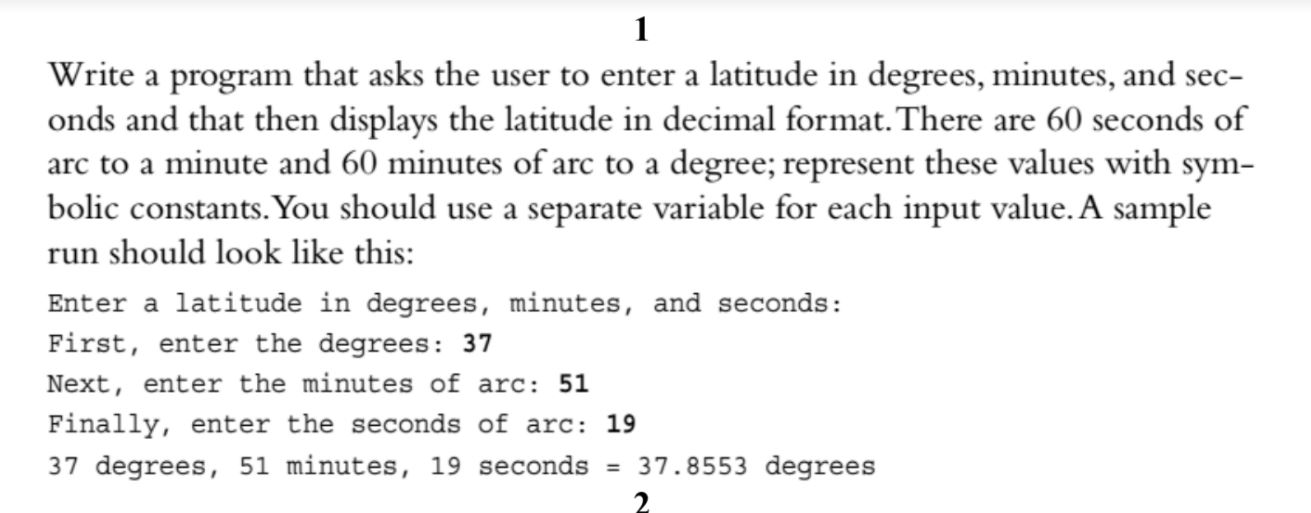 1
Write a program that asks the user to enter a latitude in degrees, minutes, and sec-
onds and that then displays the latitude in decimal format. There are 60 seconds of
arc to a minute and 60 minutes of arc to a degree; represent these values with sym-
bolic constants. You should use a separate variable for each input value. A sample
run should look like this:
Enter a latitude in degrees, minutes, and seconds:
First, enter the degrees: 37
Next, enter the minutes of arc: 51
Finally, enter the seconds of arc: 19
37 degrees, 51 minutes, 19 seconds = 37.8553 degrees
2